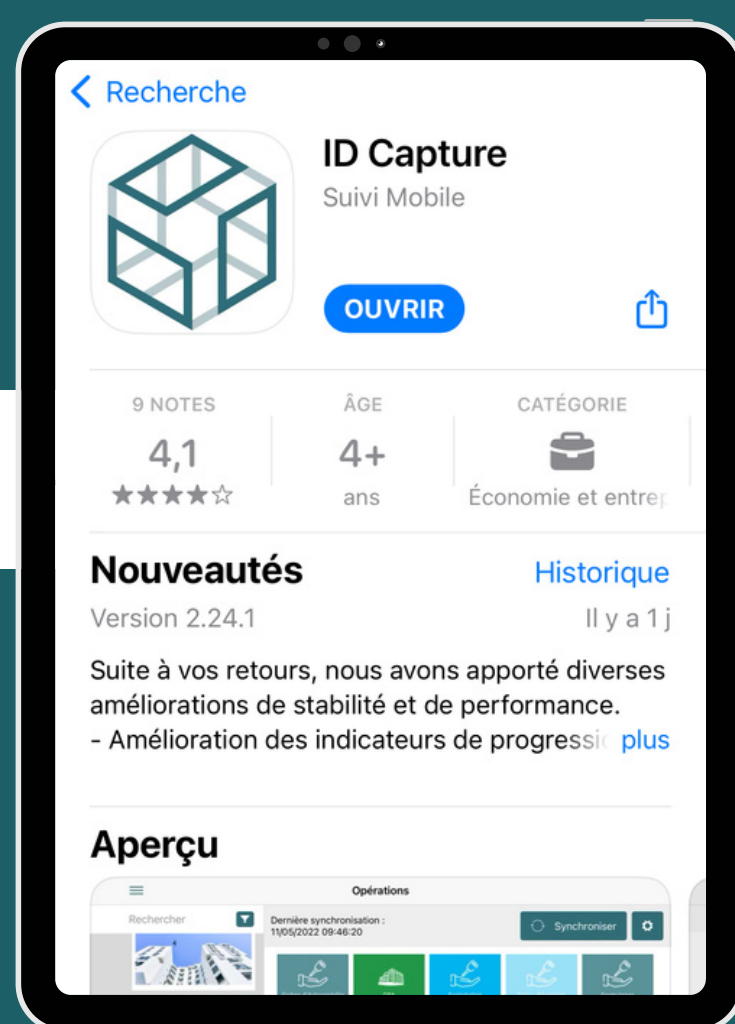 Recherche
ID Capture
Suivi Mobile
OUVRIR
9 NOTES
4,1
ÂGE
4+
ans
CATÉGORIE
Économie et entrep
Nouveautés
Historique
Version 2.24.1
Il y a 1 j
Suite à vos retours, nous avons apporté diverses
améliorations de stabilité et de performance.
- Amélioration des indicateurs de progressi plus
Aperçu
Opérations
Rechercher
Dernière synchronisation :
11/05/2022 09:46:20
Synchroniser